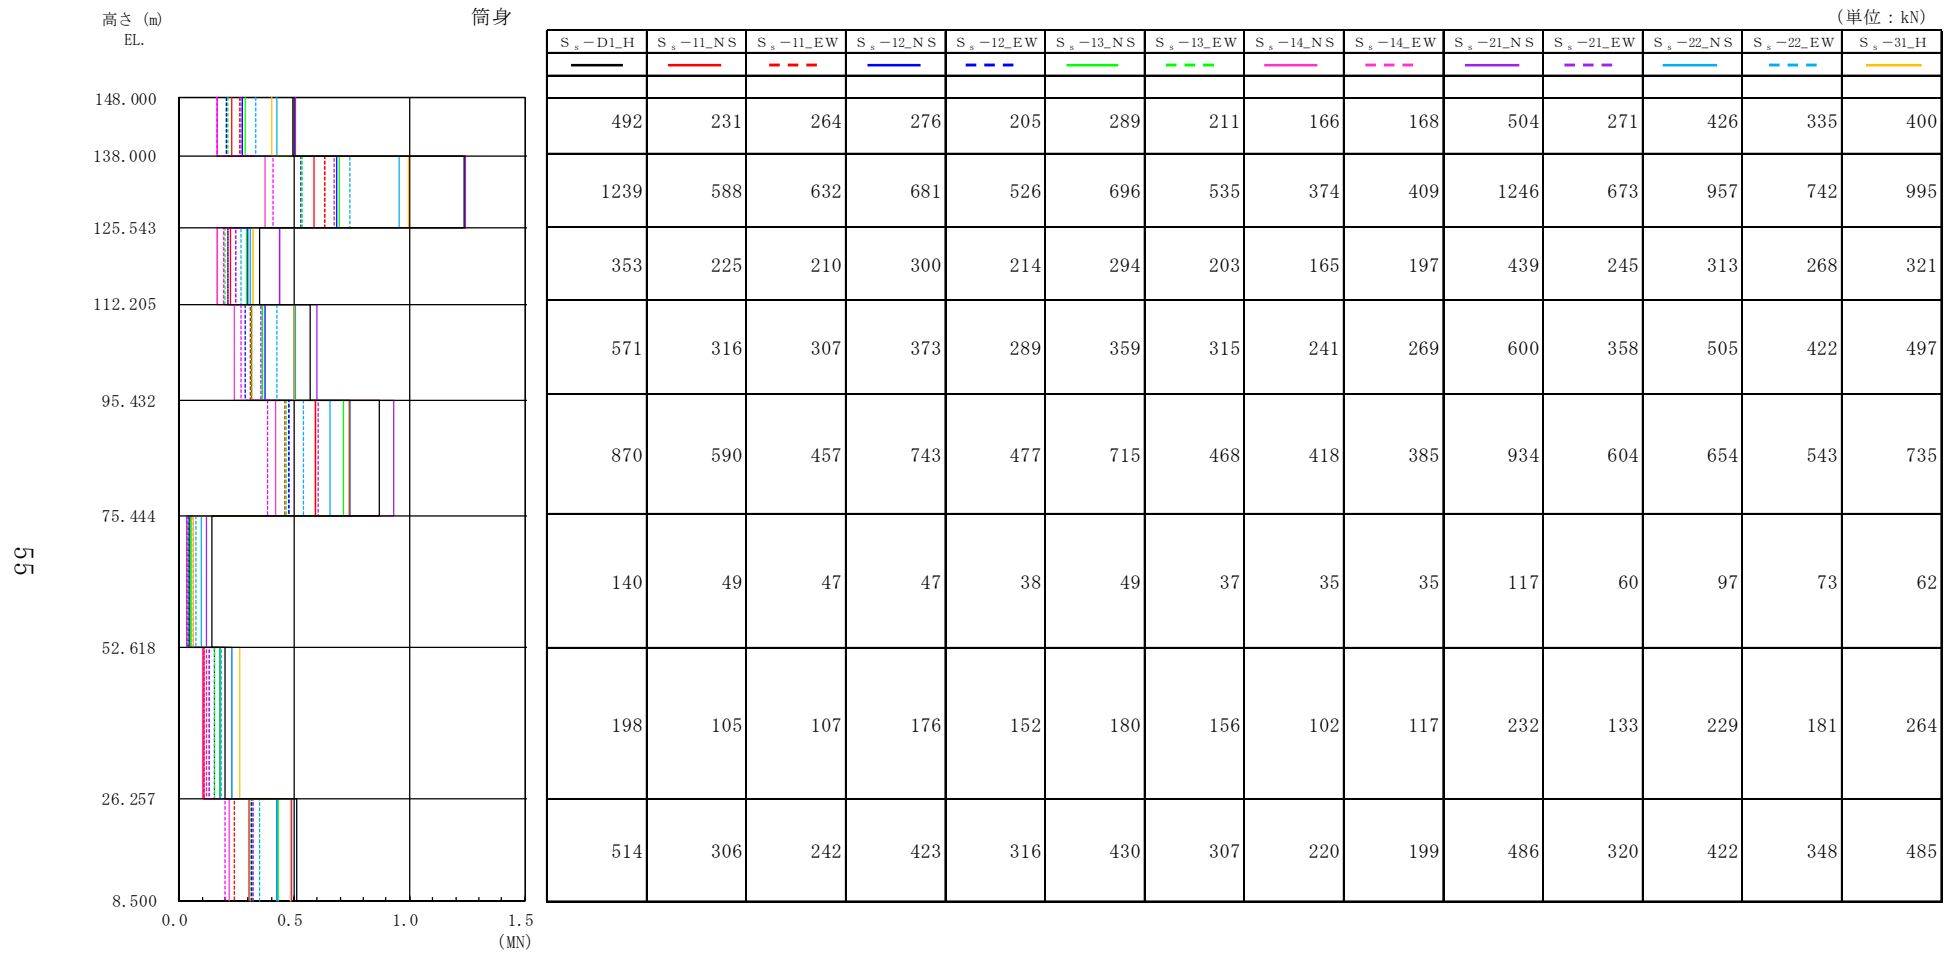 高さ (m)
EL.
筒身
(単位：kN)
Ss−D1_H Ss−11_NS Ss−11_EW Ss−12_NS Ss−12_EW Ss−13_NS Ss−13_EW Ss−14_NS Ss−14_EW Ss−21_NS Ss−21_EW Ss−22_NS Ss−22_EW Ss−31_H
148.000
492 231 264 276 205 289 211 166 168 504 271 426 335 400
138.000
1239 588 632 681 526 696 535 374 409 1246 673 957 742 995
125.543
353 225 210 300 214 294 203 165 197 439 245 313 268 321
112.205
571 316 307 373 289 359 315 241 269 600 358 505 422 497
95.432
870 590 457 743 477 715 468 418 385 934 604 654 543 735
75.444
140 49 47 47 38 49 37 35 35 117 60 97 73 62
52.618
198 105 107 176 152 180 156 102 117 232 133 229 181 264
26.257
514 306 242 423 316 430 307 220 199 486 320 422 348 485
8.500
0.0 0.5 1.0 1.5
(MN)
55